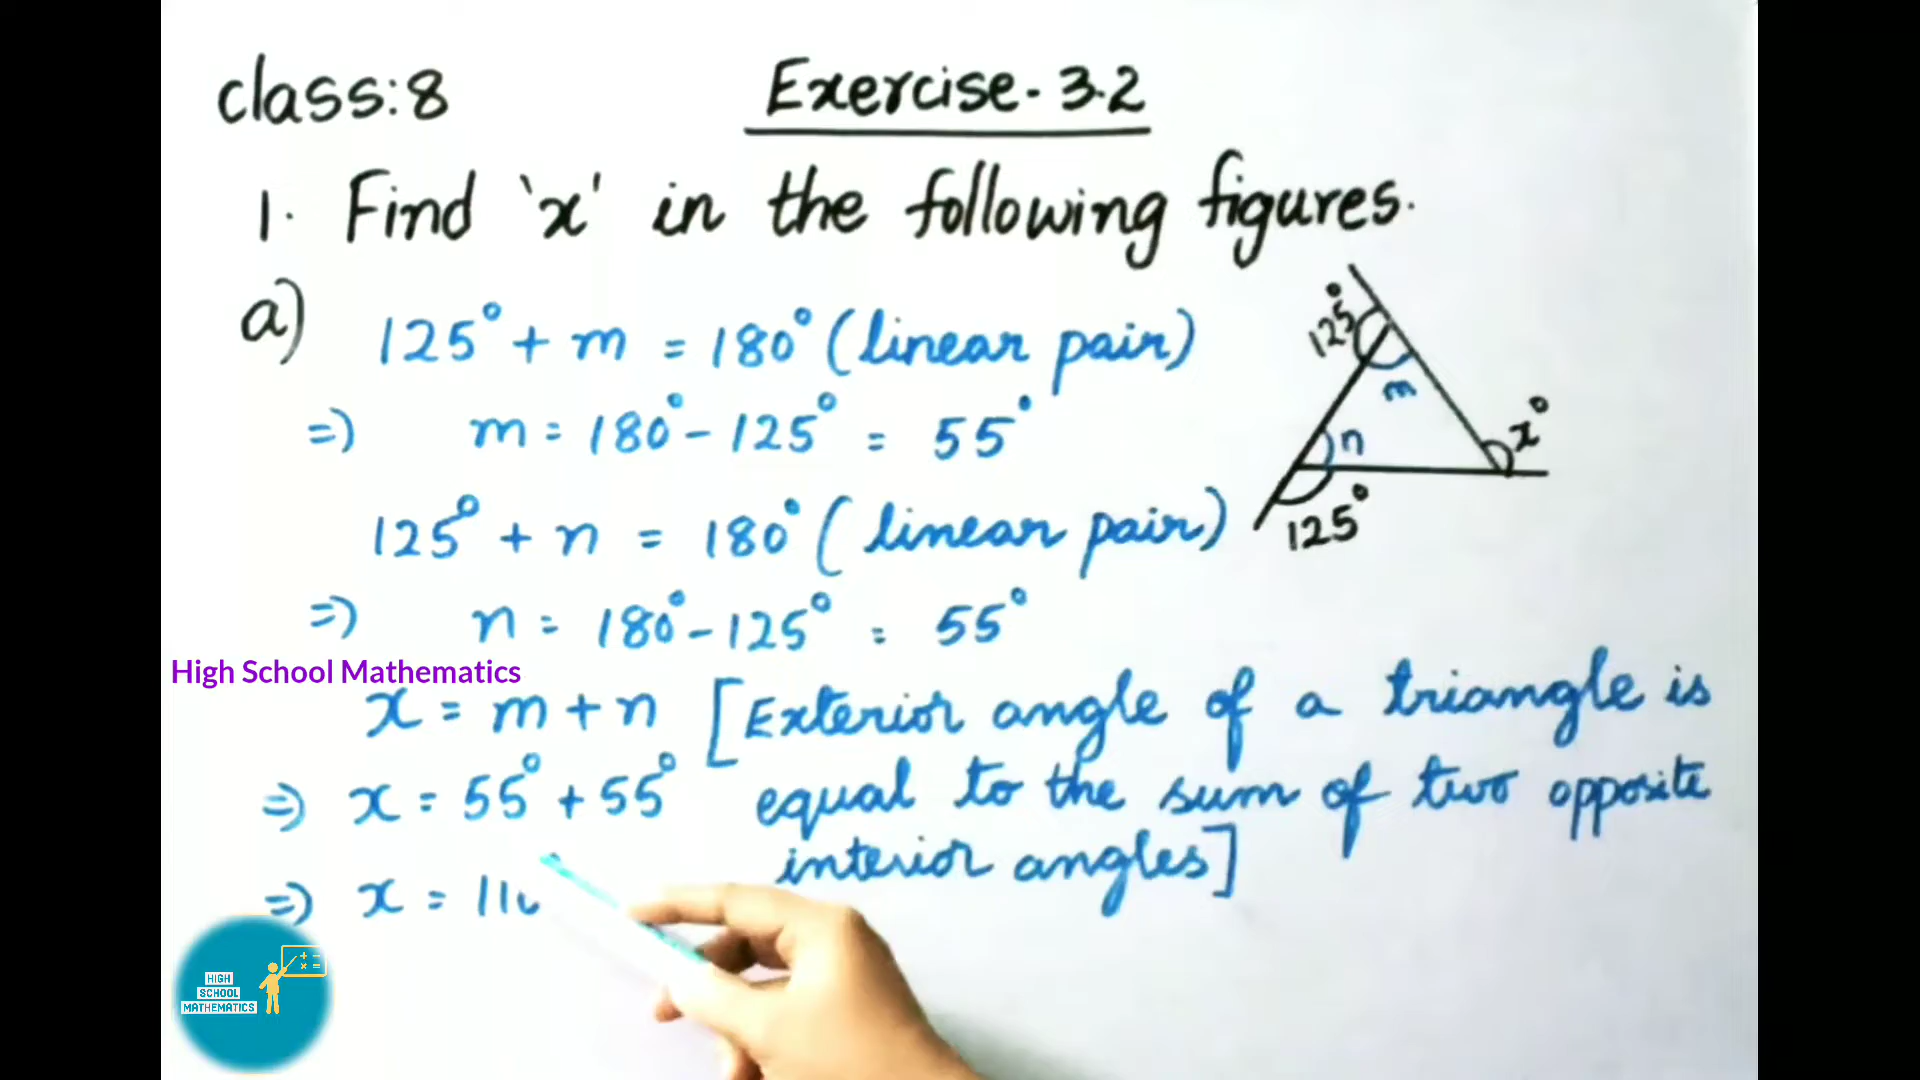 class:8
Exercise-3.2
1. Find 'x' in the following figures.
a) 125° + m = 180° (linear pair)
=) m = 180° - 125° = 55°
125° + n = 180° (linear pair)
=) n = 180° - 125° = 55°
High School Mathematics
x = m + n [Exterior angle of a triangle is
=) x = 55° + 55° equal to the sum of two opposite
interior angles]
=) x = 11
125°
m
n
x°
125°
HIGH
SCHOOL
MATHEMATICS